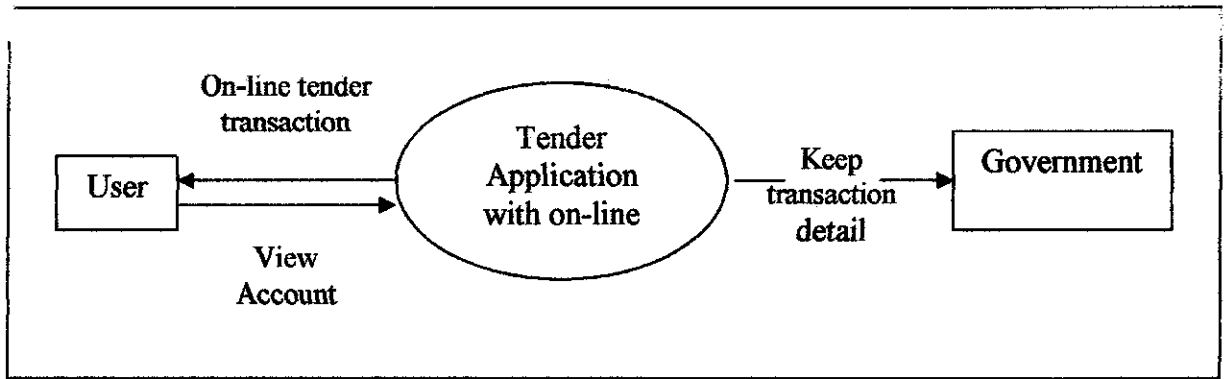 On-line tender
transaction
User
View
Account
Tender
Application
with on-line
Keep
transaction
detail
Government